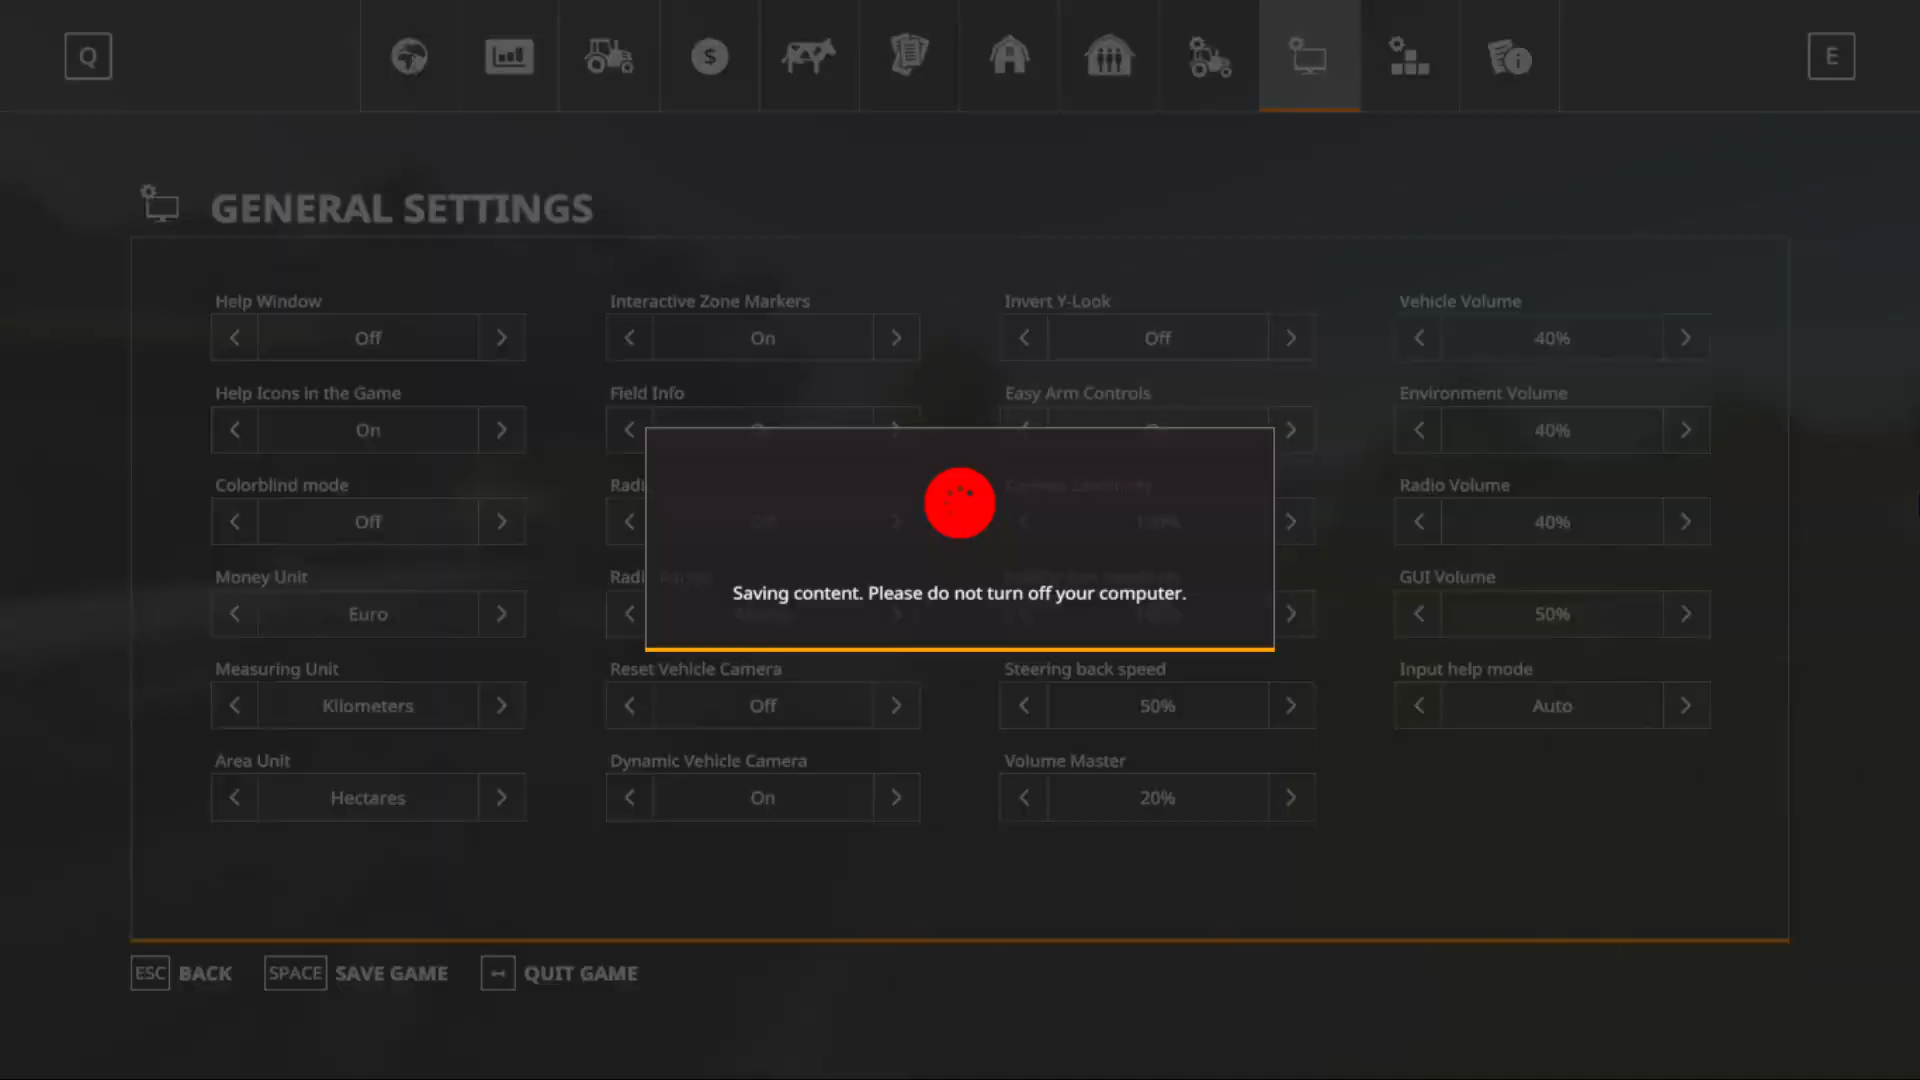 Q
$
E
GENERAL SETTINGS
Help Window
Interactive Zone Markers
Invert Y-Look
Vehicle Volume
Off
On
Off
40%
Help Icons in the Game
Field Info
Easy Arm Controls
Environment Volume
On
40%
Colorblind mode
Radio Volume
Off
40%
Money Unit
GUI Volume
Saving content. Please do not turn off your computer.
Euro
50%
Measuring Unit
Reset Vehicle Camera
Steering back speed
Input help mode
Kilometers
Off
50%
Auto
Area Unit
Dynamic Vehicle Camera
Volume Master
Hectares
On
20%
ESC BACK SPACE SAVE GAME QUIT GAME